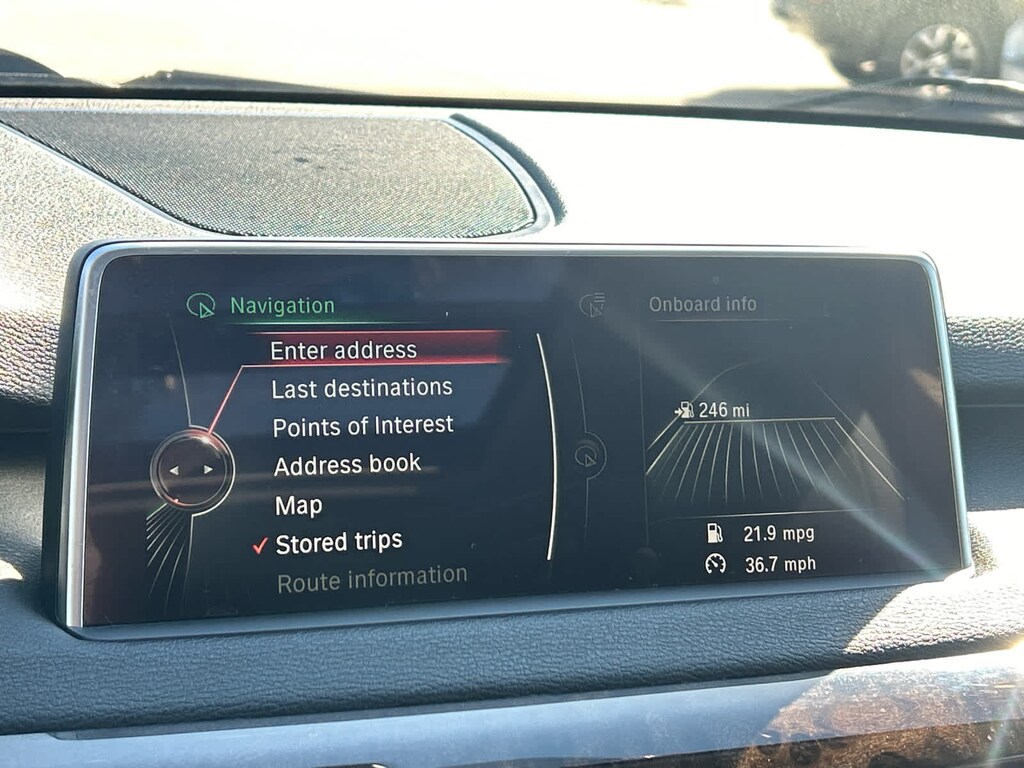 Navigation
Enter address
Last destinations
Points of Interest
Address book
Map
Stored trips
Route information
Onboard info
246 mi
21.9 mpg
36.7 mph